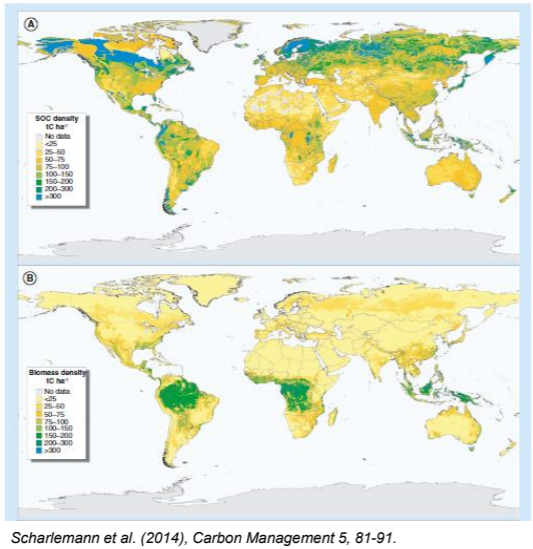 A
SOC density
tC ha⁻¹
No data
<25
25–50
50–75
75–100
100–150
150–200
200–300
>300
B
Biomass density
tC ha⁻¹
No data
<25
25–50
50–75
75–100
100–150
150–200
200–300
>300
Scharlemann et al. (2014), Carbon Management 5, 81-91.